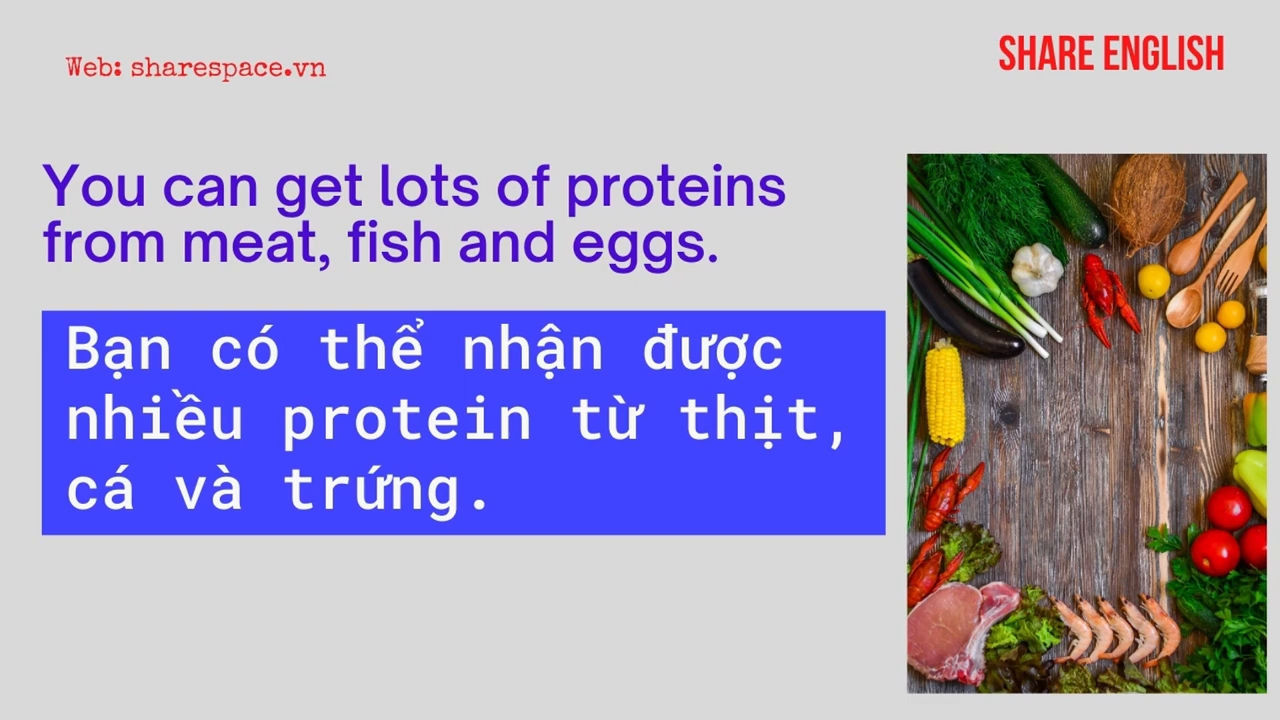 Web: sharespace.vn
SHARE ENGLISH
You can get lots of proteins
from meat, fish and eggs.
Bạn có thể nhận được
nhiều protein từ thịt,
cá và trứng.